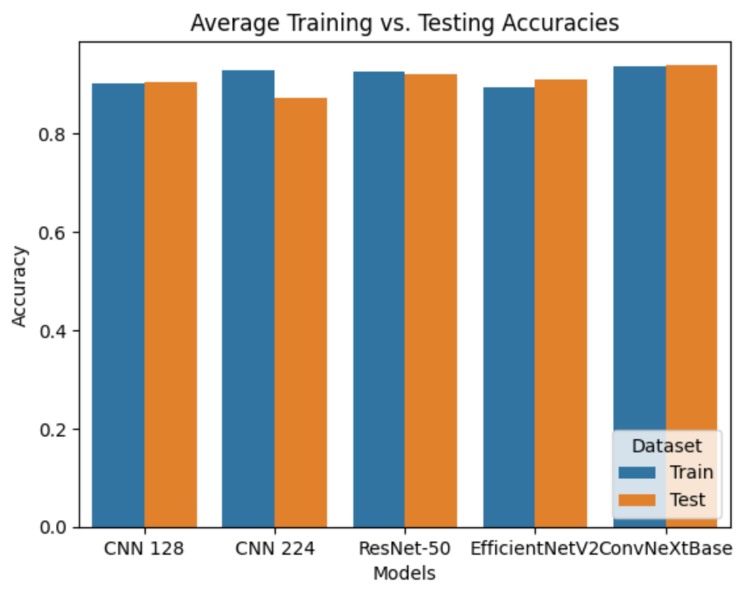 Average Training vs. Testing Accuracies
Accuracy
0.8
0.6
0.4
0.2
0.0
Dataset
Train
Test
CNN 128 CNN 224 ResNet-50 EfficientNetV2 ConvNeXtBase
Models